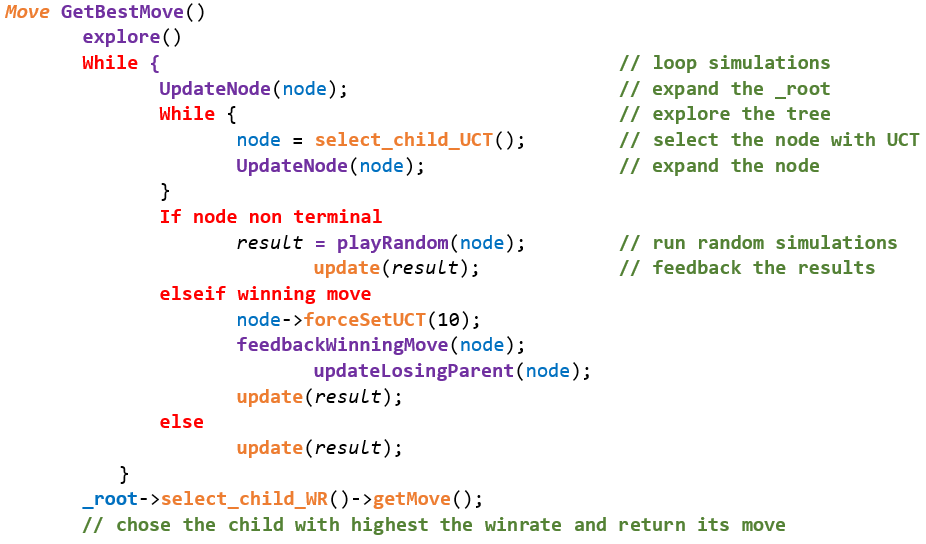 Move GetBestMove()
explore()
While { // loop simulations
UpdateNode(node); // expand the _root
While { // explore the tree
node = select_child_UCT(); // select the node with UCT
UpdateNode(node); // expand the node
}
If node non terminal
result = playRandom(node); // run random simulations
update(result); // feedback the results
elseif winning move
node->forceSetUCT(10);
feedbackWinningMove(node);
updateLosingParent(node);
update(result);
else
update(result);
}
_root->select_child_WR()->getMove();
// chose the child with highest the winrate and return its move